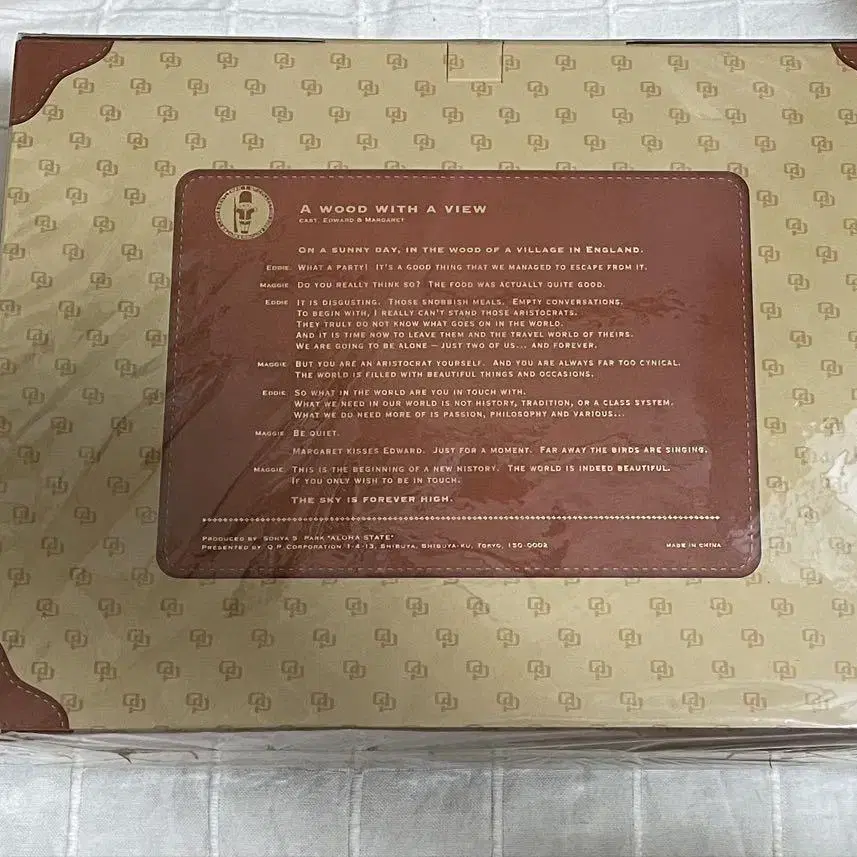 A WOOD WITH A VIEW
CAST. EDWARD & MARGARET
ON A SUNNY DAY, IN THE WOOD OF A VILLAGE IN ENGLAND.
EDDIE: WHAT A PARTY! IT'S A GOOD THING THAT WE MANAGED TO ESCAPE FROM IT.
MAGGIE: DO YOU REALLY THINK SO? THE FOOD WAS ACTUALLY QUITE GOOD.
EDDIE: IT IS DISGUSTING. THOSE SNOBBISH MEALS. EMPTY CONVERSATIONS.
TO BEGIN WITH, I REALLY CAN'T STAND THOSE ARISTOCRATS.
THEY TRULY DO NOT KNOW WHAT GOES ON IN THE WORLD.
AND IT IS TIME NOW TO LEAVE THEM AND THE TRAVEL WORLD OF THEIRS.
WE ARE GOING TO BE ALONE — JUST TWO OF US... AND FOREVER.
MAGGIE: BUT YOU ARE AN ARISTOCRAT YOURSELF. AND YOU ARE ALWAYS FAR TOO CYNICAL.
THE WORLD IS FILLED WITH BEAUTIFUL THINGS AND OCCASIONS.
EDDIE: SO WHAT IN THE WORLD ARE YOU IN TOUCH WITH.
WHAT WE NEED IN OUR WORLD IS NOT HISTORY, TRADITION, OR A CLASS SYSTEM.
WHAT WE DO NEED MORE OF IS PASSION, PHILOSOPHY AND VARIOUS...
MAGGIE: BE QUIET.
MARGARET KISSES EDWARD. JUST FOR A MOMENT. FAR AWAY THE BIRDS ARE SINGING.
MAGGIE: THIS IS THE BEGINNING OF A NEW HISTORY. THE WORLD IS INDEED BEAUTIFUL.
IF YOU ONLY WISH TO BE IN TOUCH.
THE SKY IS FOREVER HIGH.
PRODUCED BY SONYA S. PARK "ALOHA STATE"
PRESENTED BY Q.P. CORPORATION 1-4-13, SHIBUYA, SHIBUYA-KU, TOKYO, 150-0002
MADE IN CHINA